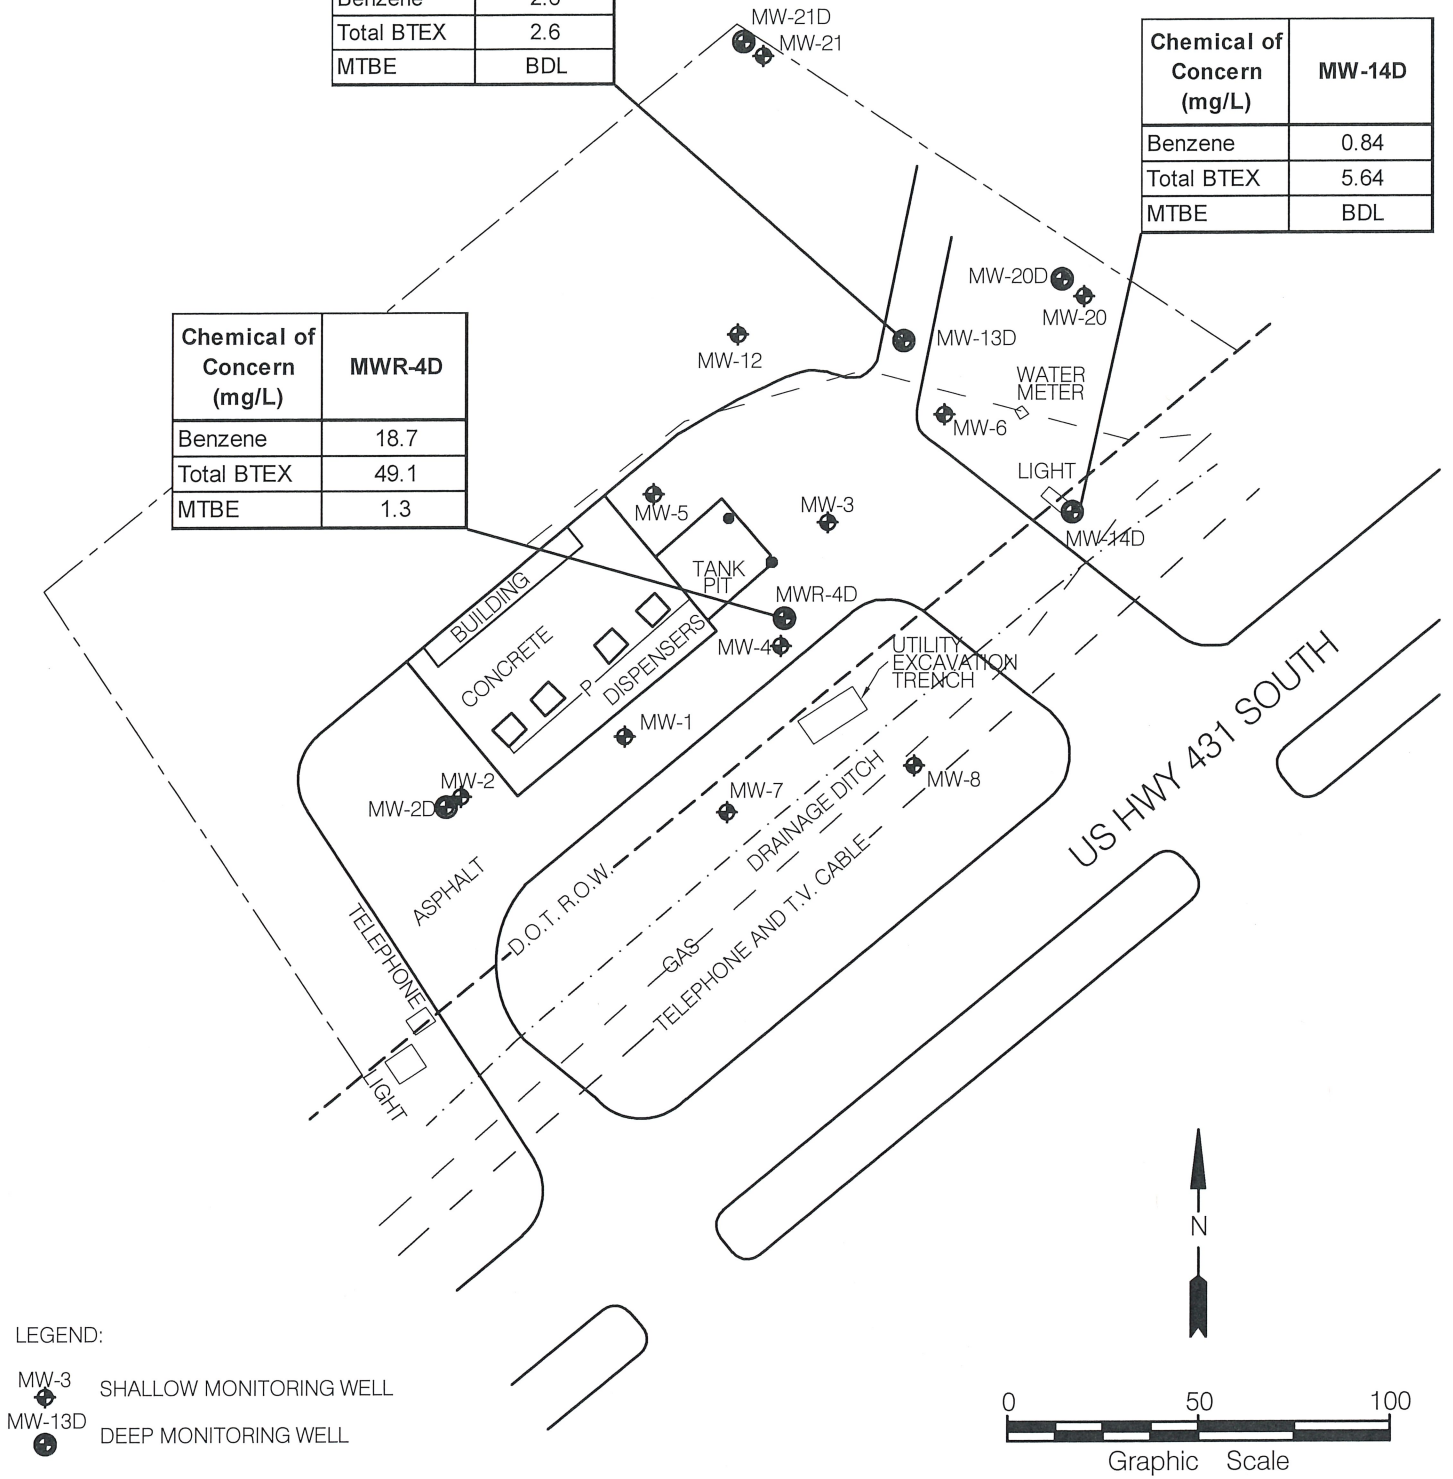 Total BTEX 2.6
MTBE BDL
MW-21D
MW-21
Chemical of Concern (mg/L) MW-14D
Benzene 0.84
Total BTEX 5.64
MTBE BDL
MW-20D
MW-20
MW-13D
MW-12
WATER
METER
MW-6
Chemical of Concern (mg/L) MWR-4D
Benzene 18.7
Total BTEX 49.1
MTBE 1.3
LIGHT
MW-5
MW-3
MW-14D
TANK
PIT
MWR-4D
BUILDING
CONCRETE
P
DISPENSERS
MW-4
UTILITY
EXCAVATION
TRENCH
MW-1
MW-2
MW-2D
MW-7
MW-8
DRAINAGE DITCH
US HWY 431 SOUTH
ASPHALT
TELEPHONE
D.O.T. R.O.W.
GAS
TELEPHONE AND T.V. CABLE
LIGHT
N
LEGEND:
MW-3
SHALLOW MONITORING WELL
MW-13D
DEEP MONITORING WELL
0 50 100
Graphic Scale